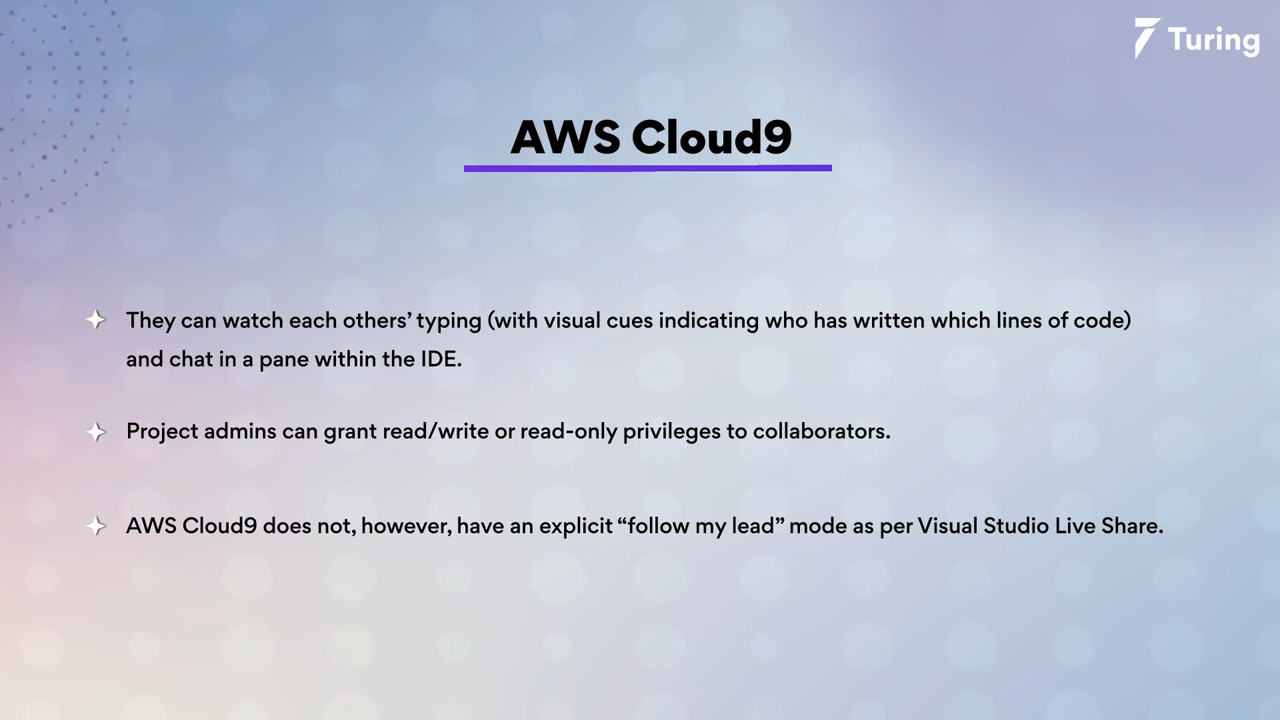 Turing
AWS Cloud9
They can watch each others’ typing (with visual cues indicating who has written which lines of code)
and chat in a pane within the IDE.
Project admins can grant read/write or read-only privileges to collaborators.
AWS Cloud9 does not, however, have an explicit “follow my lead” mode as per Visual Studio Live Share.